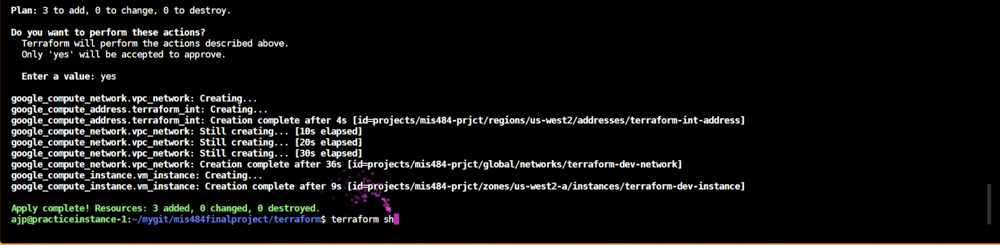 Plan: 3 to add, 0 to change, 0 to destroy.
Do you want to perform these actions?
Terraform will perform the actions described above.
Only 'yes' will be accepted to approve.
Enter a value: yes
google_compute_network.vpc_network: Creating...
google_compute_address.terraform_int: Creating...
google_compute_address.terraform_int: Creation complete after 4s [id=projects/mis484-prjct/regions/us-west2/addresses/terraform-int-address]
google_compute_network.vpc_network: Still creating... [10s elapsed]
google_compute_network.vpc_network: Still creating... [20s elapsed]
google_compute_network.vpc_network: Still creating... [30s elapsed]
google_compute_network.vpc_network: Creation complete after 36s [id=projects/mis484-prjct/global/networks/terraform-dev-network]
google_compute_instance.vm_instance: Creating...
google_compute_instance.vm_instance: Creation complete after 9s [id=projects/mis484-prjct/zones/us-west2-a/instances/terraform-dev-instance]
Apply complete! Resources: 3 added, 0 changed, 0 destroyed.
ajp@practiceinstance-1:~/mygit/mis484finalproject/terraform$ terraform sh